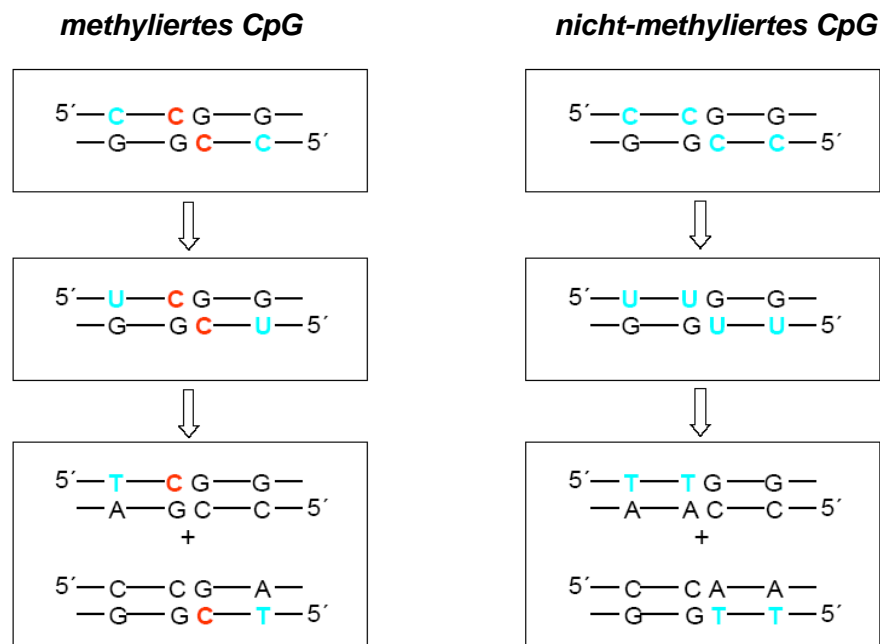 methyliertes CpG
nicht-methyliertes CpG
5´ C C G G
G G C C 5´
5´ C C G G
G G C C 5´
5´ U C G G
G G C U 5´
5´ U U G G
G G U U 5´
5´ T C G G
A G C C 5´
+
C C G A
5´ G G C T 5´
5´ T T G G
A A C C 5´
+
5´ C C A A
G G T T 5´